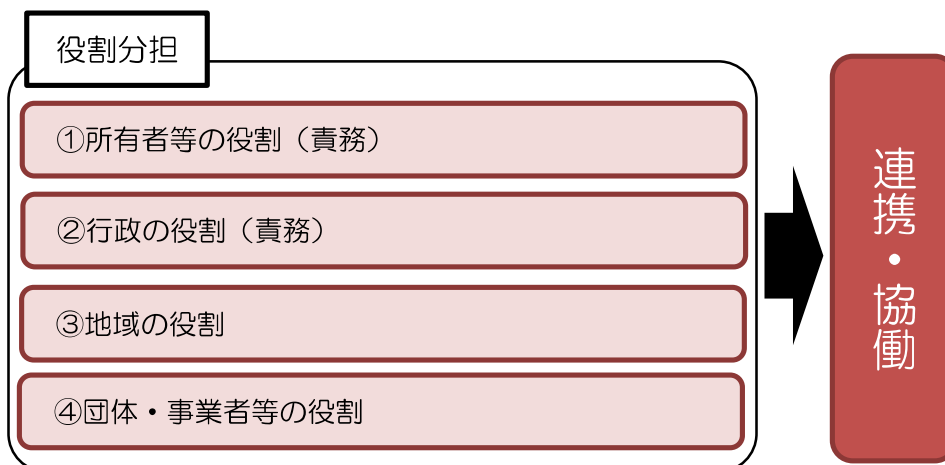 役割分担
①所有者等の役割（責務）
②行政の役割（責務）
③地域の役割
④団体・事業者等の役割
連携・協働